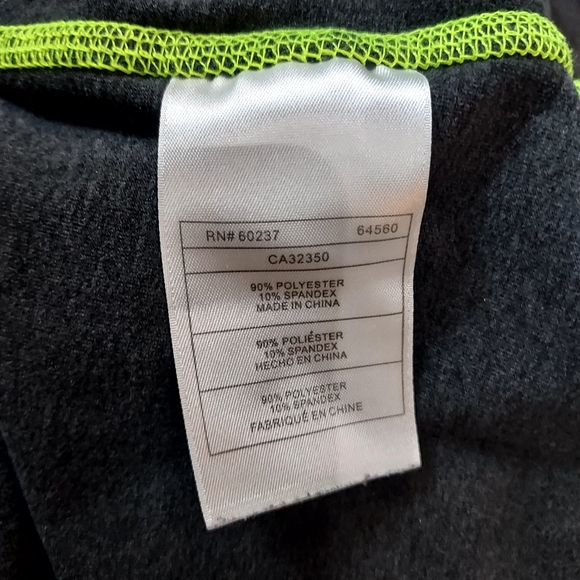 RN# 60237 64560
CA32350
90% POLYESTER
10% SPANDEX
MADE IN CHINA
90% POLIÉSTER
10% SPANDEX
HECHO EN CHINA
90% POLYESTER
10% SPANDEX
FABRIQUÉ EN CHINE